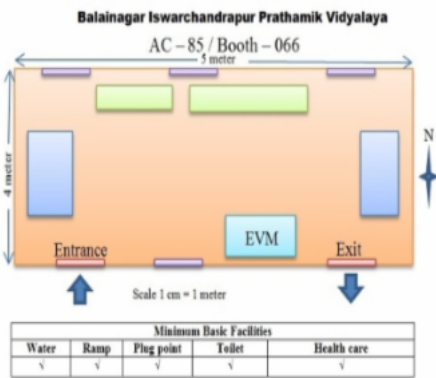 Balainagar Iswarchandrapur Prathamik Vidyalaya
AC – 85 / Booth – 066
5 meter
4 meter
N
EVM
Entrance
Exit
Scale 1 cm = 1 meter
Minimum Basic Facilities
Water Ramp Plug point Toilet Health care
√ √ √ √ √